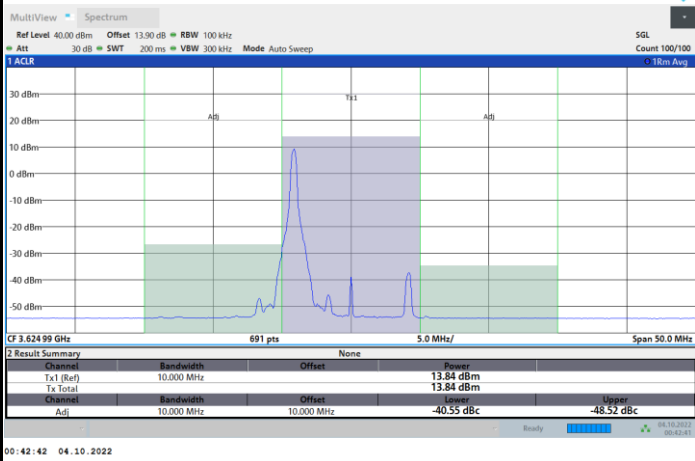 MultiView Spectrum
Ref Level 40.00 dBm Offset 13.90 dB RBW 100 kHz SGL
Att 30 dB SWT 200 ms VBW 300 kHz Mode Auto Sweep Count 100/100
1 ACLR 1Rm Avg
30 dBm
Tx1
20 dBm
Adj Adj
10 dBm
0 dBm
-10 dBm
-20 dBm
-30 dBm
-40 dBm
-50 dBm
CF 3.624 99 GHz 691 pts 5.0 MHz/ Span 50.0 MHz
2 Result Summary None
Channel Bandwidth Offset Power
Tx1 (Ref) 10.000 MHz 13.84 dBm
Tx Total 13.84 dBm
Channel Bandwidth Offset Lower Upper
Adj 10.000 MHz 10.000 MHz -40.55 dBc -48.52 dBc
Ready 04.10.2022
00:42:41
00:42:42 04.10.2022